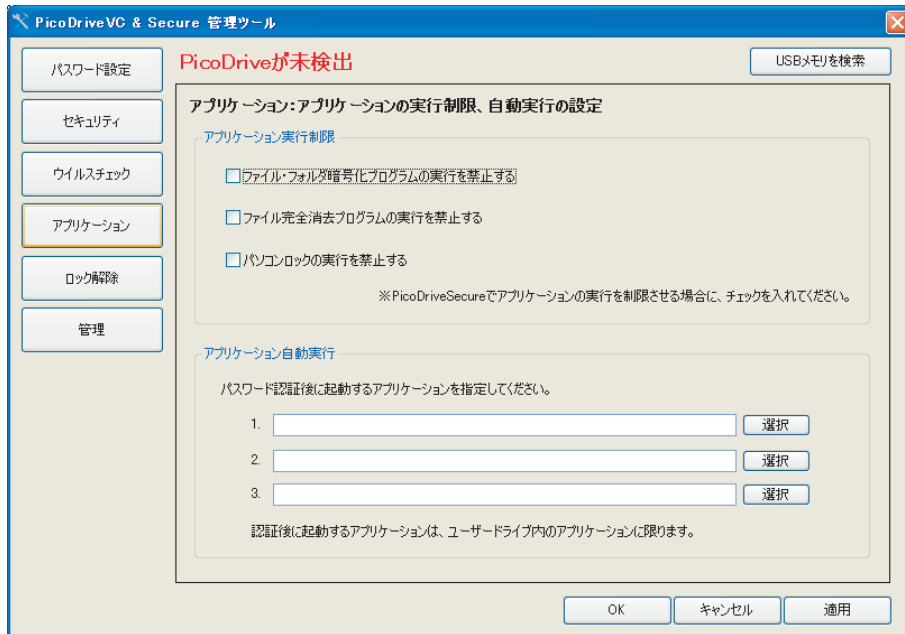 PicoDriveVC & Secure 管理ツール
パスワード設定
PicoDriveが未検出
USBメモリを検索
セキュリティ
ウイルスチェック
アプリケーション
ロック解除
管理
アプリケーション:アプリケーションの実行制限、自動実行の設定
アプリケーション実行制限
ファイル・フォルダ暗号化プログラムの実行を禁止する
ファイル完全消去プログラムの実行を禁止する
パソコンロックの実行を禁止する
※PicoDriveSecureでアプリケーションの実行を制限させる場合に、チェックを入れてください。
アプリケーション自動実行
パスワード認証後に起動するアプリケーションを指定してください。
1. 選択
2. 選択
3. 選択
認証後に起動するアプリケーションは、ユーザードライブ内のアプリケーションに限ります。
OK キャンセル 適用